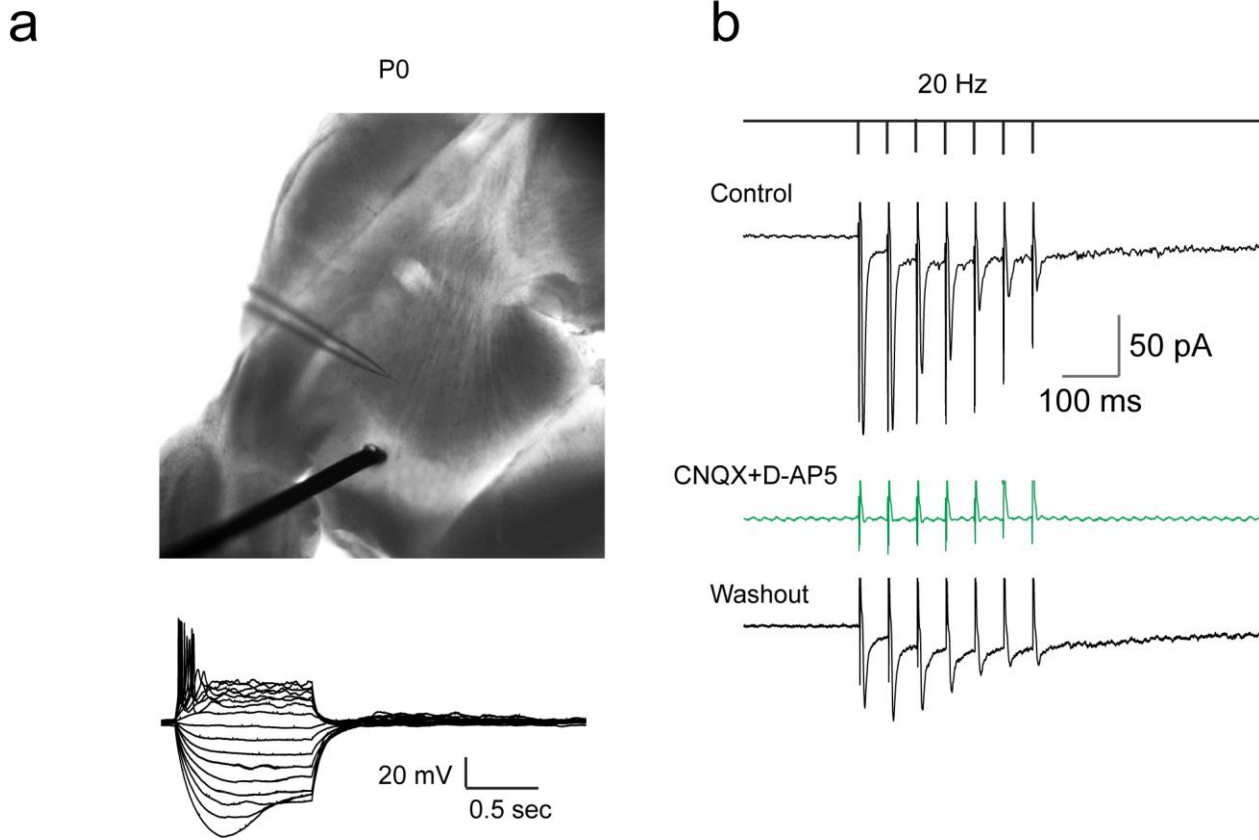 a
P0
20 mV
0.5 sec
b
20 Hz
Control
50 pA
100 ms
CNQX+D-AP5
Washout